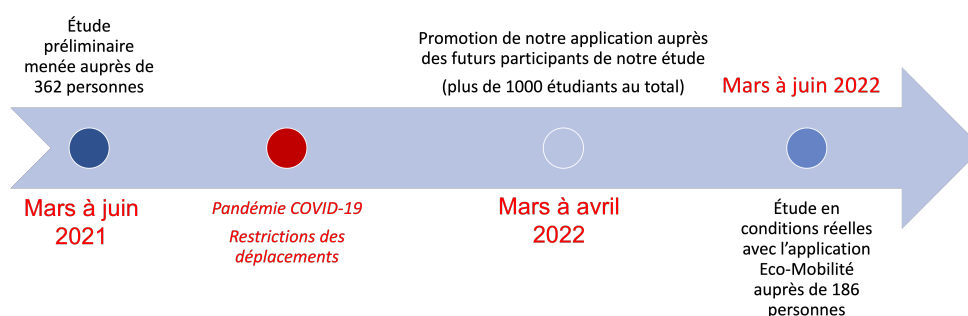 Étude
préliminaire
menée auprès de
362 personnes
Mars à juin
2021
Pandémie COVID-19
Restrictions des
déplacements
Promotion de notre application auprès
des futurs participants de notre étude
(plus de 1000 étudiants au total)
Mars à avril
2022
Mars à juin 2022
Étude en
conditions réelles
avec l’application
Eco-Mobilité
auprès de 186
personnes